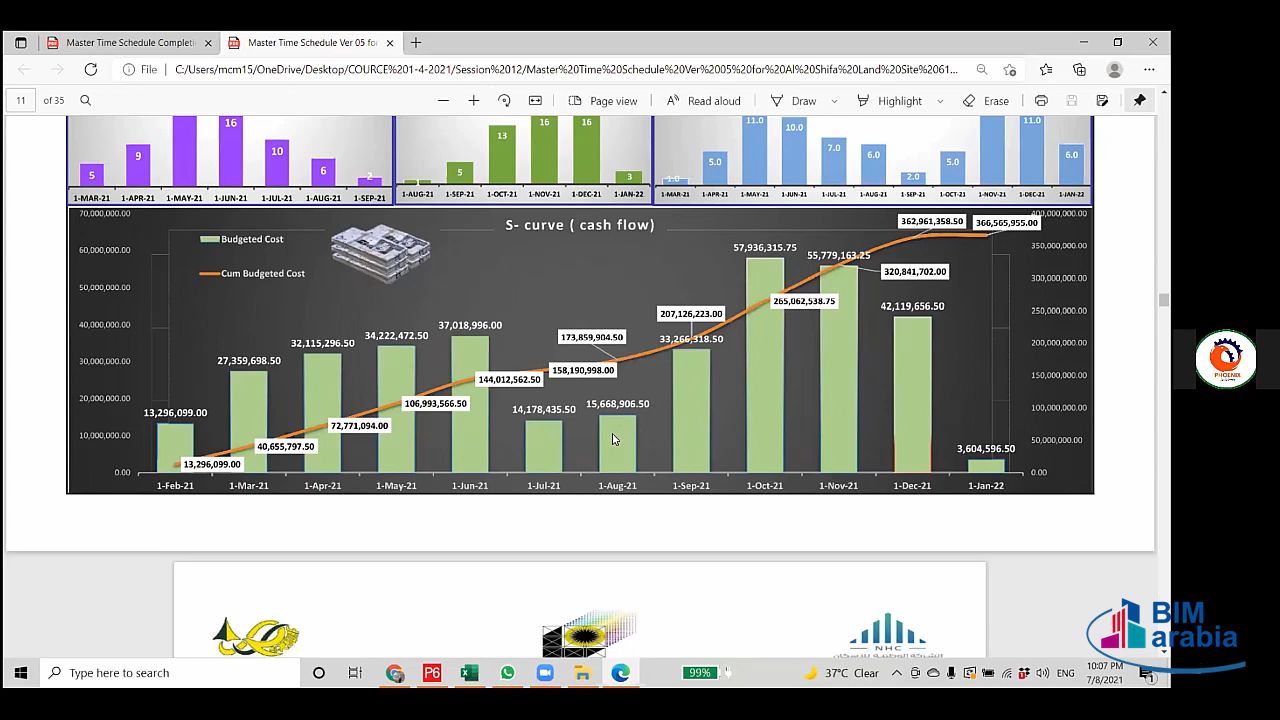 Master Time Schedule Completi
Master Time Schedule Ver 05 for
File
C:/Users/mcm15/OneDrive/Desktop/COURCE%201-4-2021/Session%2012/Master%20Time%20Schedule%20Ver%2005%20for%20Al%20Shifa%20Land%20Site%2061...
11 of 35
Page view
Read aloud
Draw
Highlight
Erase
5 9 16 10 6 2
1-MAR-21 1-APR-21 1-MAY-21 1-JUN-21 1-JUL-21 1-AUG-21 1-SEP-21
5 13 16 16 3
1-AUG-21 1-SEP-21 1-OCT-21 1-NOV-21 1-DEC-21 1-JAN-22
1.0 5.0 11.0 10.0 7.0 6.0 2.0 5.0 11.0 6.0
1-MAR-21 1-APR-21 1-MAY-21 1-JUN-21 1-JUL-21 1-AUG-21 1-SEP-21 1-OCT-21 1-NOV-21 1-DEC-21 1-JAN-22
S- curve ( cash flow)
Budgeted Cost
Cum Budgeted Cost
70,000,000.00
60,000,000.00
50,000,000.00
40,000,000.00
30,000,000.00
20,000,000.00
10,000,000.00
0.00
13,296,099.00
27,359,698.50
32,115,296.50
34,222,472.50
37,018,996.00
14,178,435.50
15,668,906.50
33,266,318.50
57,936,315.75
55,779,163.25
42,119,656.50
3,604,596.50
13,296,099.00
40,655,797.50
72,771,094.00
106,993,566.50
144,012,562.50
158,190,998.00
173,859,904.50
207,126,223.00
265,062,538.75
320,841,702.00
362,961,358.50
366,565,955.00
400,000,000.00
350,000,000.00
300,000,000.00
250,000,000.00
200,000,000.00
150,000,000.00
100,000,000.00
50,000,000.00
0.00
1-Feb-21 1-Mar-21 1-Apr-21 1-May-21 1-Jun-21 1-Jul-21 1-Aug-21 1-Sep-21 1-Oct-21 1-Nov-21 1-Dec-21 1-Jan-22
NHC
PHOENIX
BIM
arabia
Type here to search
P6
99%
37°C Clear
ENG
10:07 PM
7/8/2021
1